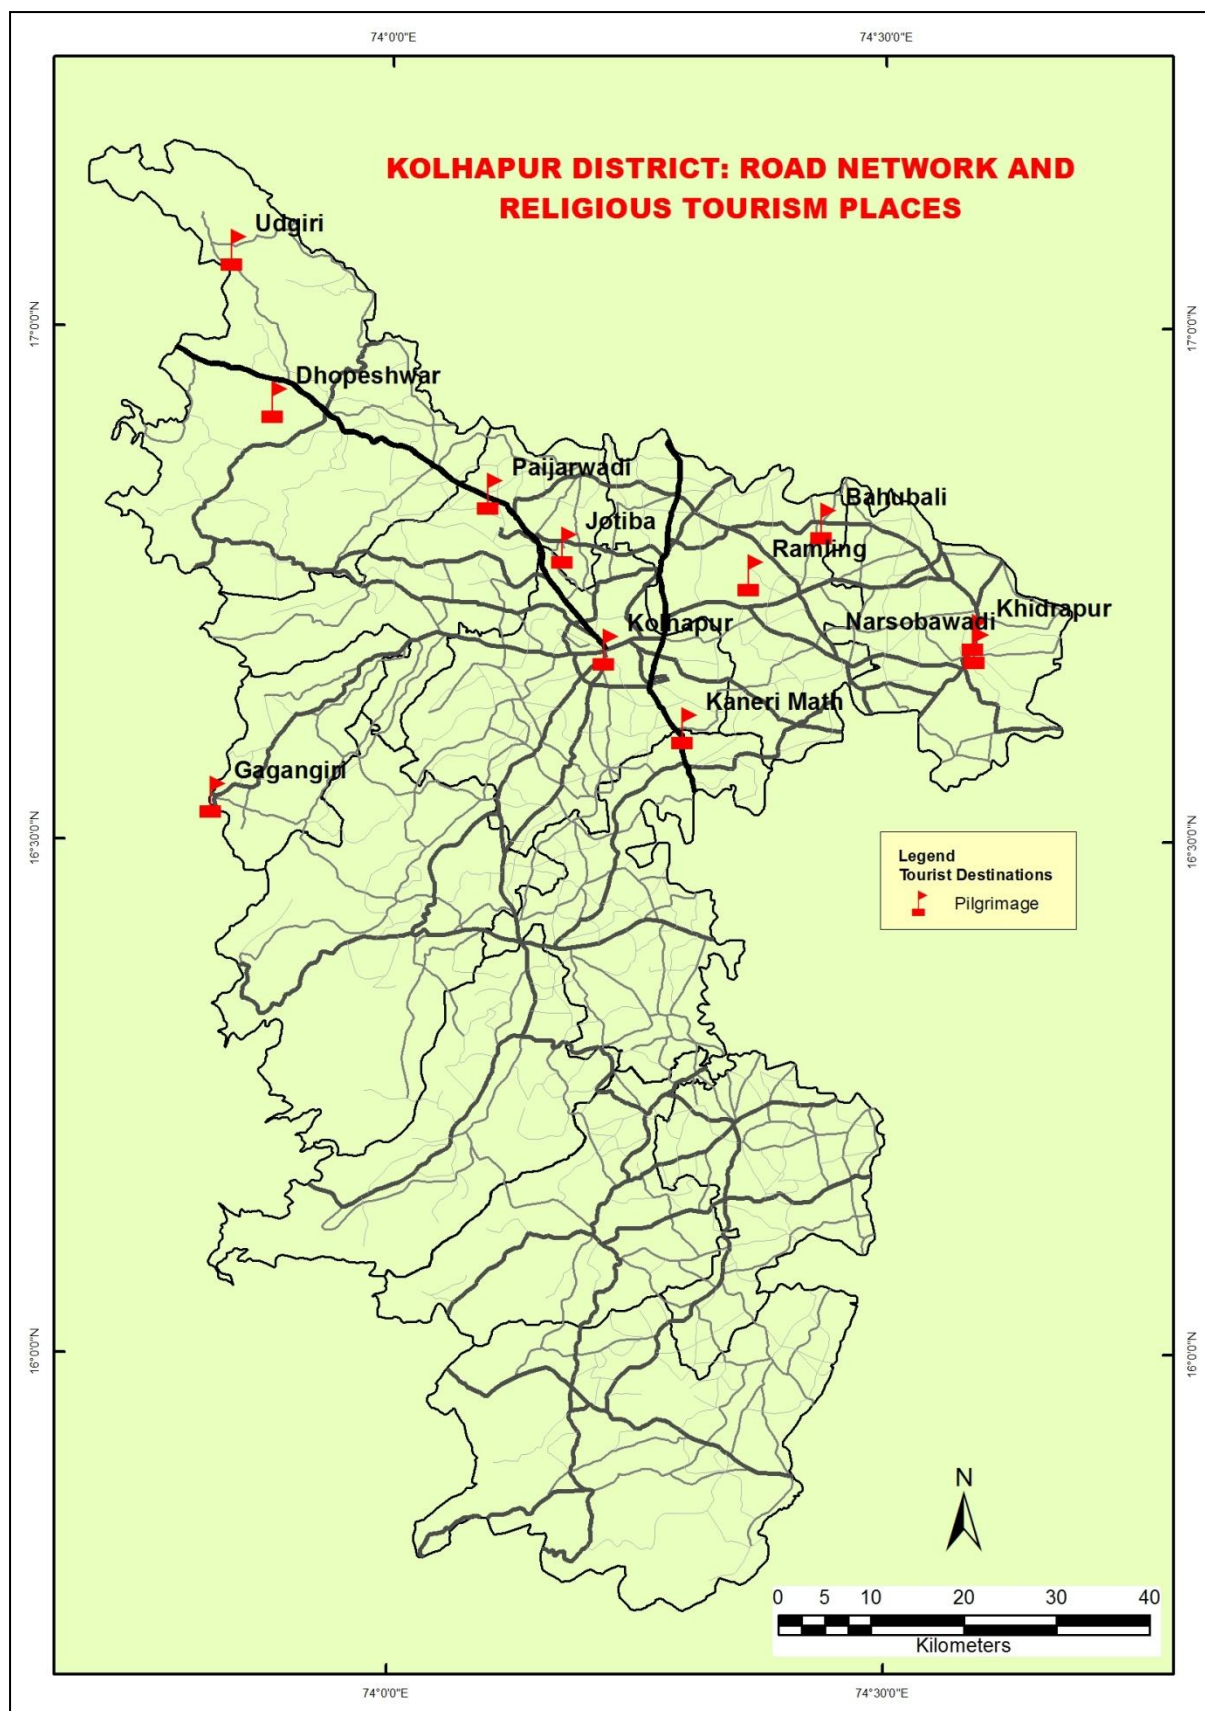 74°0'0"E
74°30'0"E
KOLHAPUR DISTRICT: ROAD NETWORK AND
RELIGIOUS TOURISM PLACES
Udgiri
17°0'0"N
17°0'0"N
Dhopeshwar
Paijarwadi
Bahubali
Jotiba
Ramling
Khidrapur
Kolhapur
Narsobawadi
Kaneri Math
Gagangiri
16°30'0"N
16°30'0"N
Legend
Tourist Destinations
Pilgrimage
16°0'0"N
16°0'0"N
N
0 5 10 20 30 40
Kilometers
74°0'0"E
74°30'0"E